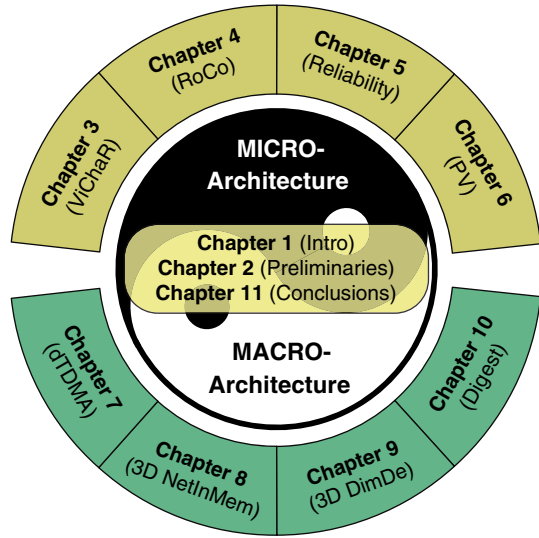 Chapter 3
(ViChaR)
Chapter 4
(RoCo)
Chapter 5
(Reliability)
Chapter 6
(PV)
MICRO-
Architecture
Chapter 1 (Intro)
Chapter 2 (Preliminaries)
Chapter 11 (Conclusions)
MACRO-
Architecture
Chapter 7
(dTDMA)
Chapter 8
(3D NetInMem)
Chapter 9
(3D DimDe)
Chapter 10
(Digest)